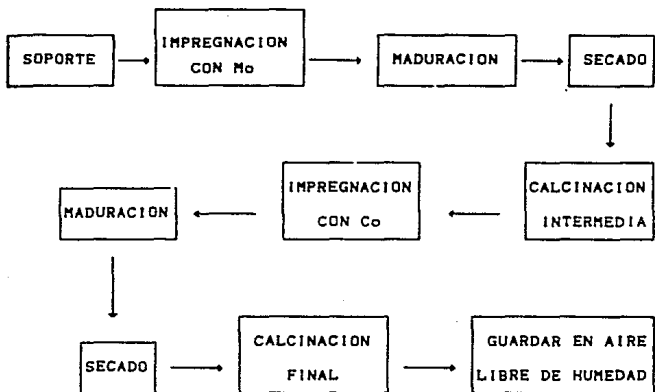 SOPORTE
IMPREGNACION
CON Mo
MADURACION
SECADO
CALCINACION
INTERMEDIA
IMPREGNACION
CON Co
MADURACION
SECADO
CALCINACION
FINAL
GUARDAR EN AIRE
LIBRE DE HUMEDAD